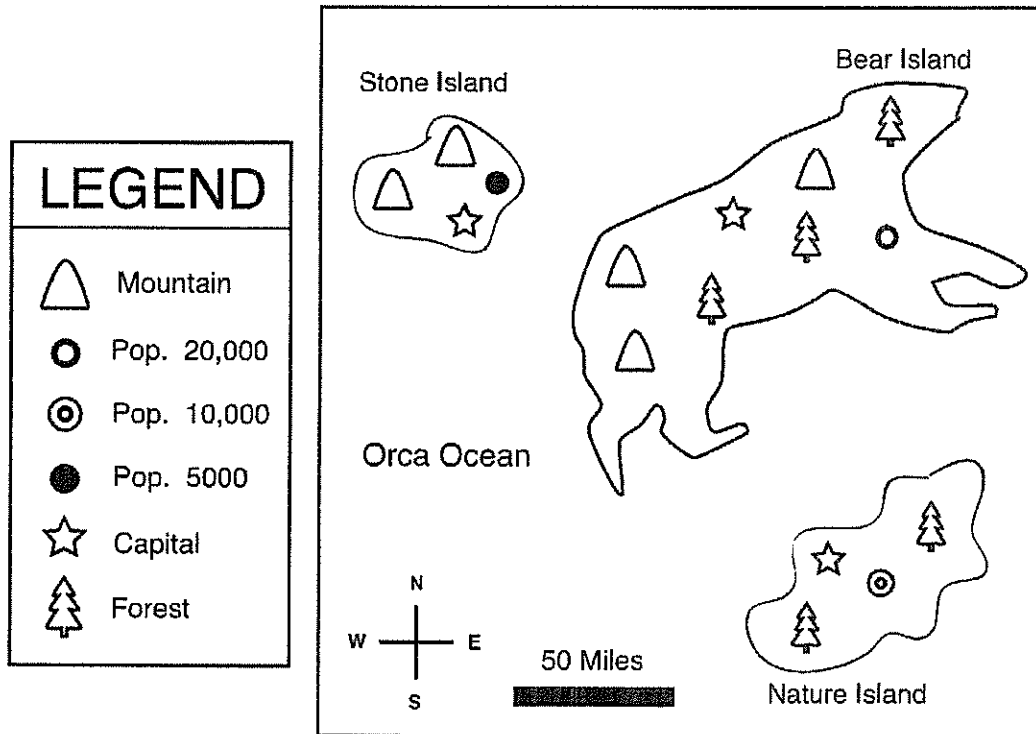 LEGEND
Mountain
Pop. 20,000
Pop. 10,000
Pop. 5000
Capital
Forest
Stone Island
Bear Island
Orca Ocean
N
W E
S
50 Miles
Nature Island